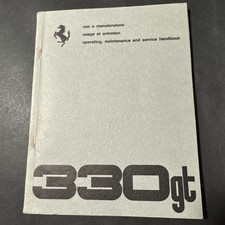 uso e manutenzione
usage et entretien
operating, maintenance and service handbook
330gt